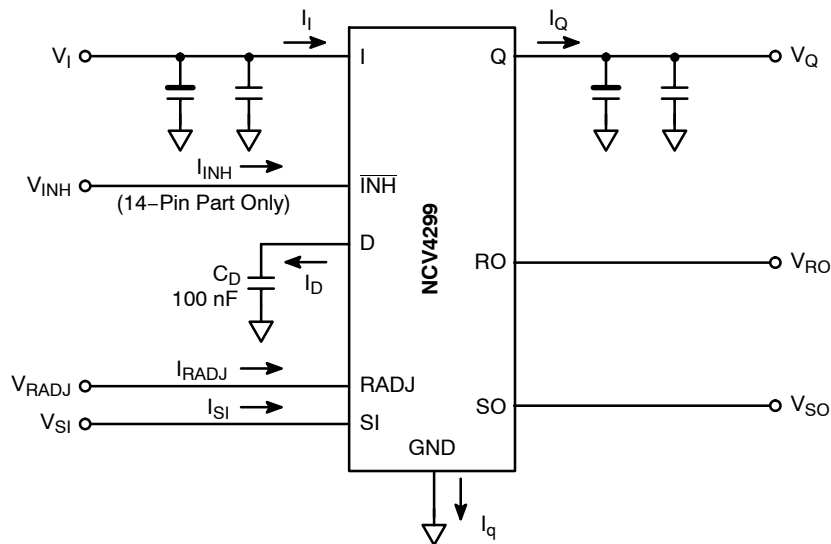 I_I
V_I
I
I_Q
Q
V_Q
I_INH
V_INH
INH
(14−Pin Part Only)
D
C_D
100 nF
I_D
NCV4299
RO
V_RO
I_RADJ
V_RADJ
RADJ
I_SI
V_SI
SI
SO
V_SO
GND
I_q